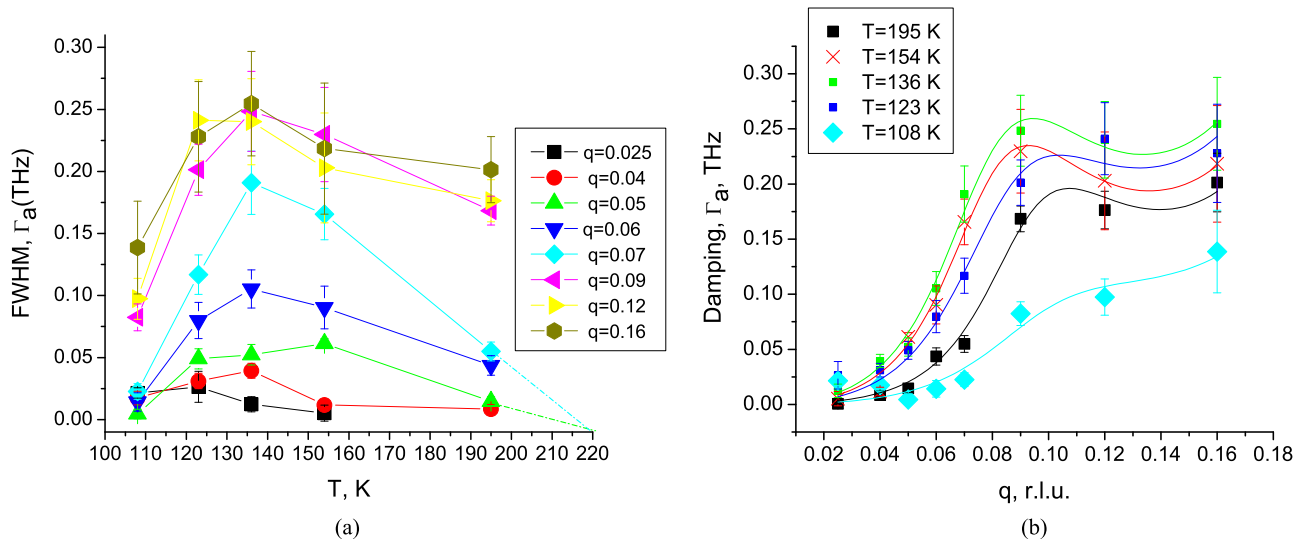 (a)
FWHM, Γa(THz)
0.30
0.25
0.20
0.15
0.10
0.05
0.00
100 110 120 130 140 150 160 170 180 190 200 210 220
T, K
q=0.025
q=0.04
q=0.05
q=0.06
q=0.07
q=0.09
q=0.12
q=0.16
(a)
b)
T=195 K
T=154 K
T=136 K
T=123 K
T=108 K
Damping, Γa, THz
0.30
0.25
0.20
0.15
0.10
0.05
0.00
0.02 0.04 0.06 0.08 0.10 0.12 0.14 0.16 0.18
q, r.l.u.
(b)